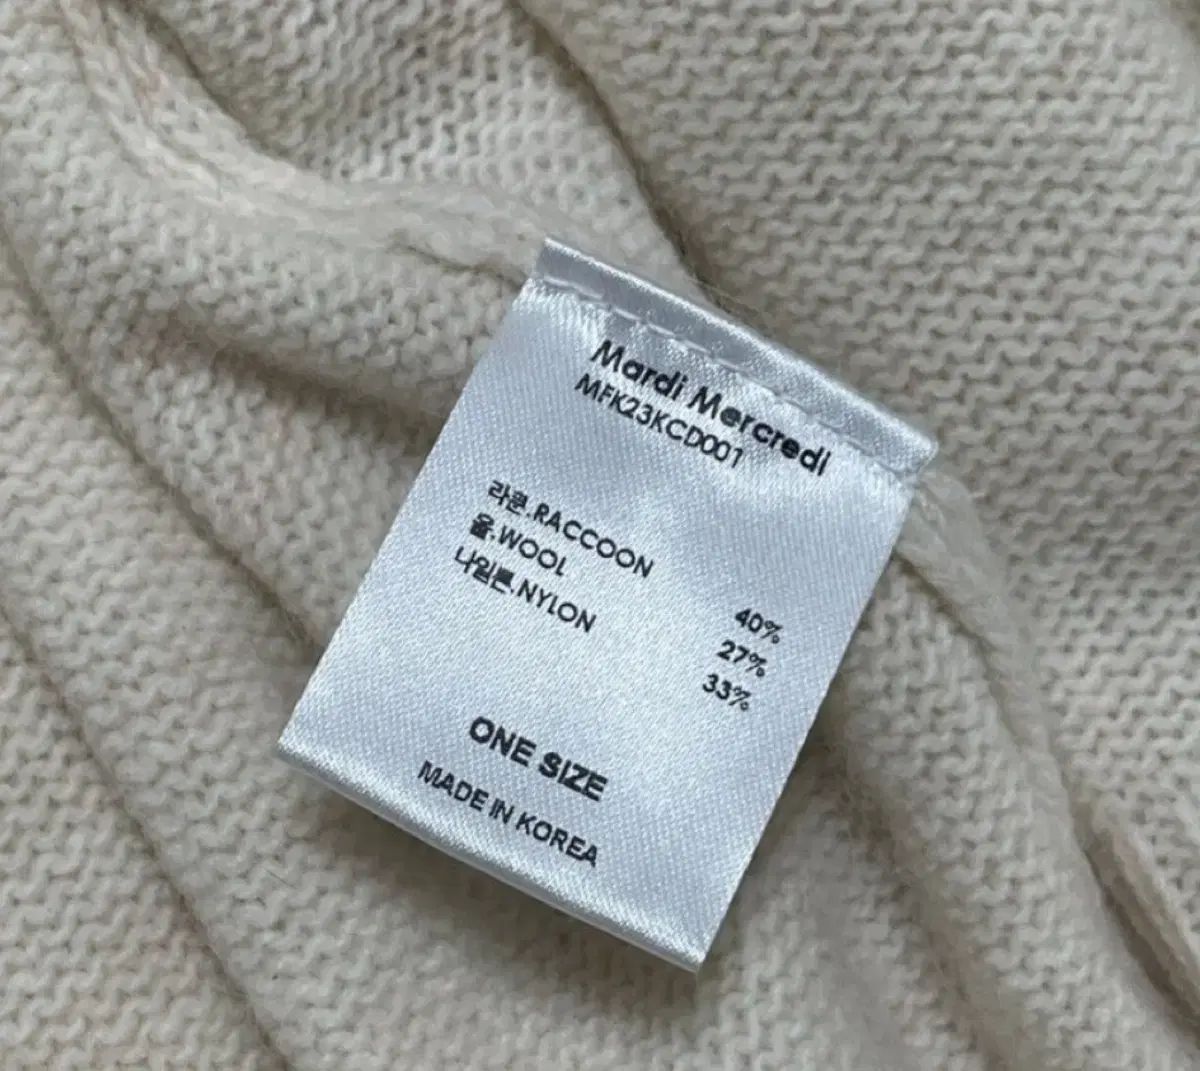 Mardi Mercredi
MFK23KCD001
라쿤.RACCOON 40%
울.WOOL 27%
나일론.NYLON 33%
ONE SIZE
MADE IN KOREA